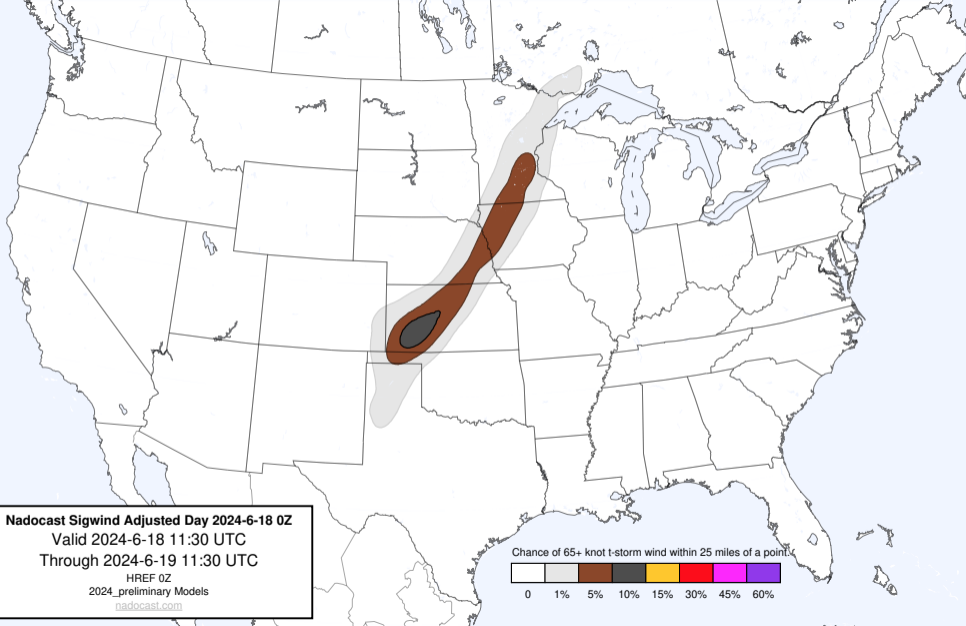 Nadocast Sigwind Adjusted Day 2024-6-18 0Z
Valid 2024-6-18 11:30 UTC
Through 2024-6-19 11:30 UTC
HREF 0Z
2024_preliminary Models
nadocast.com
Chance of 65+ knot t-storm wind within 25 miles of a point.
0 1% 5% 10% 15% 30% 45% 60%